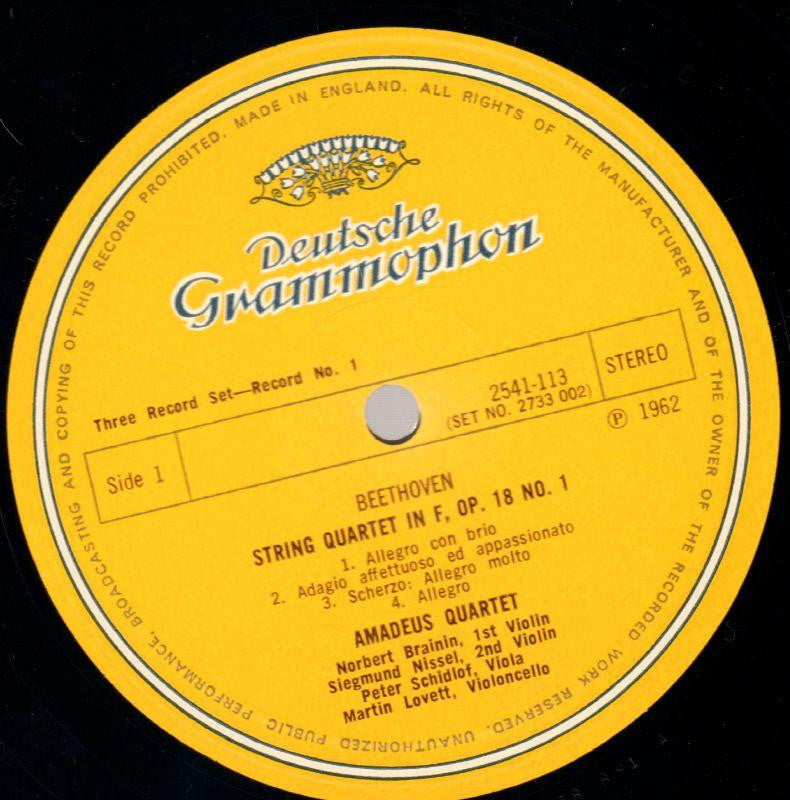 MADE IN ENGLAND. ALL RIGHTS OF THE MANUFACTURER AND OF THE OWNER OF THE RECORDED WORK RESERVED. UNAUTHORIZED PUBLIC PERFORMANCE, BROADCASTING AND COPYING OF THIS RECORD PROHIBITED.
Deutsche
Grammophon
Three Record Set—Record No. 1
Side 1
2541-113
(SET NO. 2733 002)
STEREO
℗ 1962
BEETHOVEN
STRING QUARTET IN F, OP. 18 NO. 1
1. Allegro con brio
2. Adagio affettuoso ed appassionato
3. Scherzo: Allegro molto
4. Allegro
AMADEUS QUARTET
Norbert Brainin, 1st Violin
Siegmund Nissel, 2nd Violin
Peter Schidlof, Viola
Martin Lovett, Violoncello